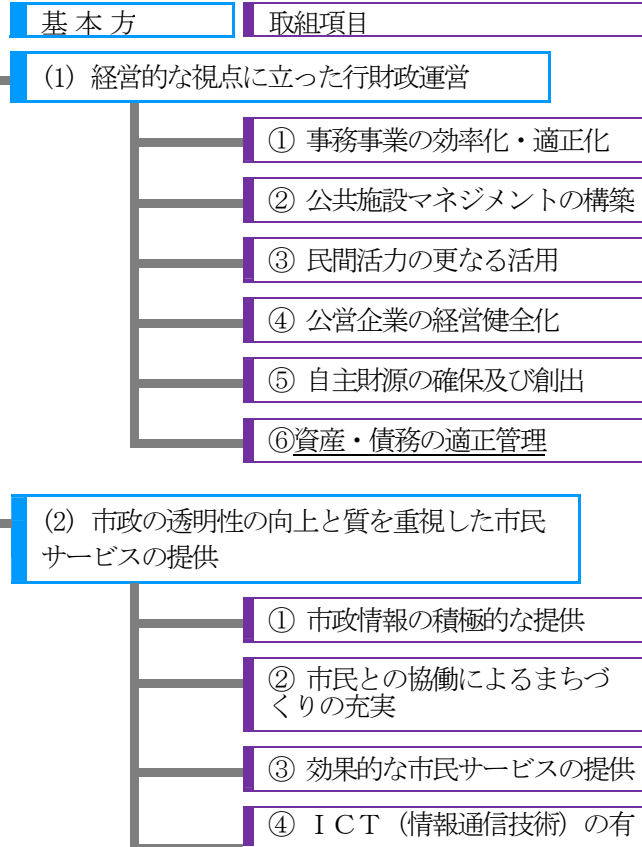 基 本 方
取組項目
(1) 経営的な視点に立った行財政運営
① 事務事業の効率化・適正化
② 公共施設マネジメントの構築
③ 民間活力の更なる活用
④ 公営企業の経営健全化
⑤ 自主財源の確保及び創出
⑥資産・債務の適正管理
(2) 市政の透明性の向上と質を重視した市民
サービスの提供
① 市政情報の積極的な提供
② 市民との協働によるまちづ
くりの充実
③ 効果的な市民サービスの提供
④ ＩＣＴ（情報通信技術）の有